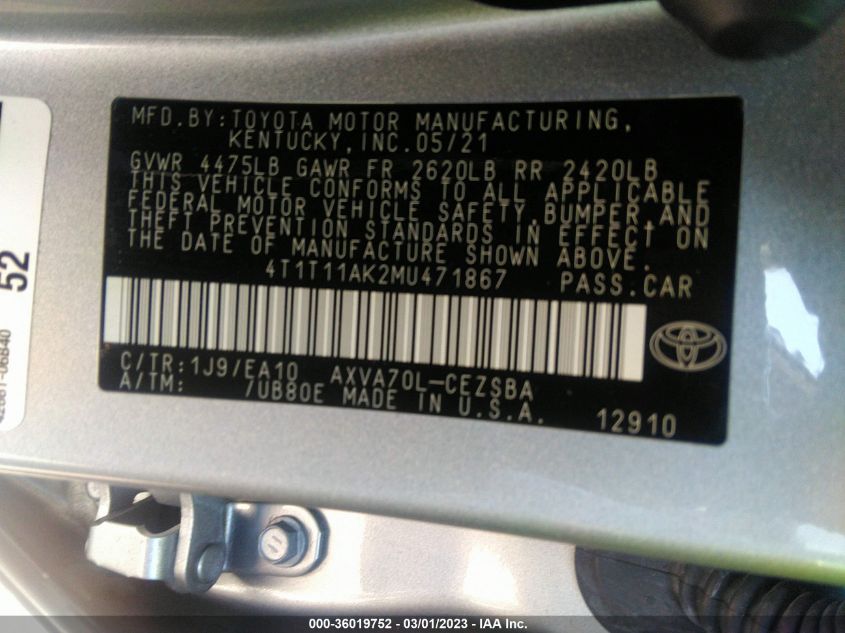 MFD.BY:TOYOTA MOTOR MANUFACTURING,
KENTUCKY,INC.05/21
GVWR 4475LB GAWR FR 2620LB RR 2420LB
THIS VEHICLE CONFORMS TO ALL APPLICABLE
FEDERAL MOTOR VEHICLE SAFETY,BUMPER,AND
THEFT PREVENTION STANDARDS IN EFFECT ON
THE DATE OF MANUFACTURE SHOWN ABOVE.
4T1T11AK2MU471867 PASS.CAR
C/TR:1J9/EA10 AXVA70L-CEZSBA
A/TM: /UB80E MADE IN U.S.A. 12910
52
000-36019752 — 03/01/2023 — IAA Inc.